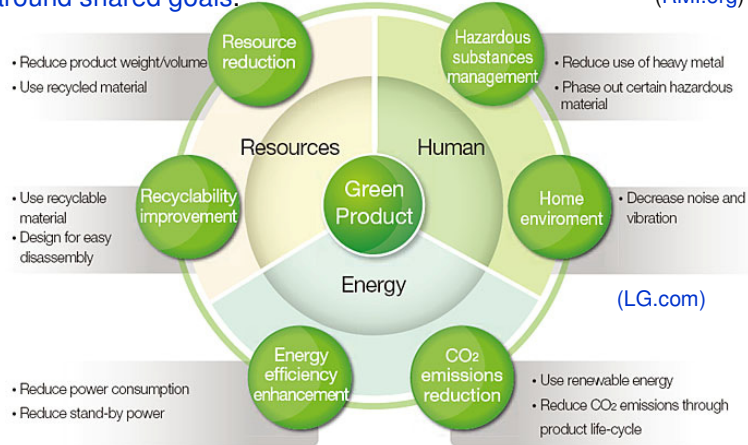 around shared goals.
(RMI.org)
Resource
reduction
• Reduce product weight/volume
• Use recycled material
Hazardous
substances
management
• Reduce use of heavy metal
• Phase out certain hazardous
material
Resources
Human
Green
Product
Energy
Recyclability
improvement
• Use recyclable
material
• Design for easy
disassembly
Home
enviroment
• Decrease noise and
vibration
(LG.com)
Energy
efficiency
enhancement
• Reduce power consumption
• Reduce stand-by power
CO₂
emissions
reduction
• Use renewable energy
• Reduce CO₂ emissions through
product life-cycle